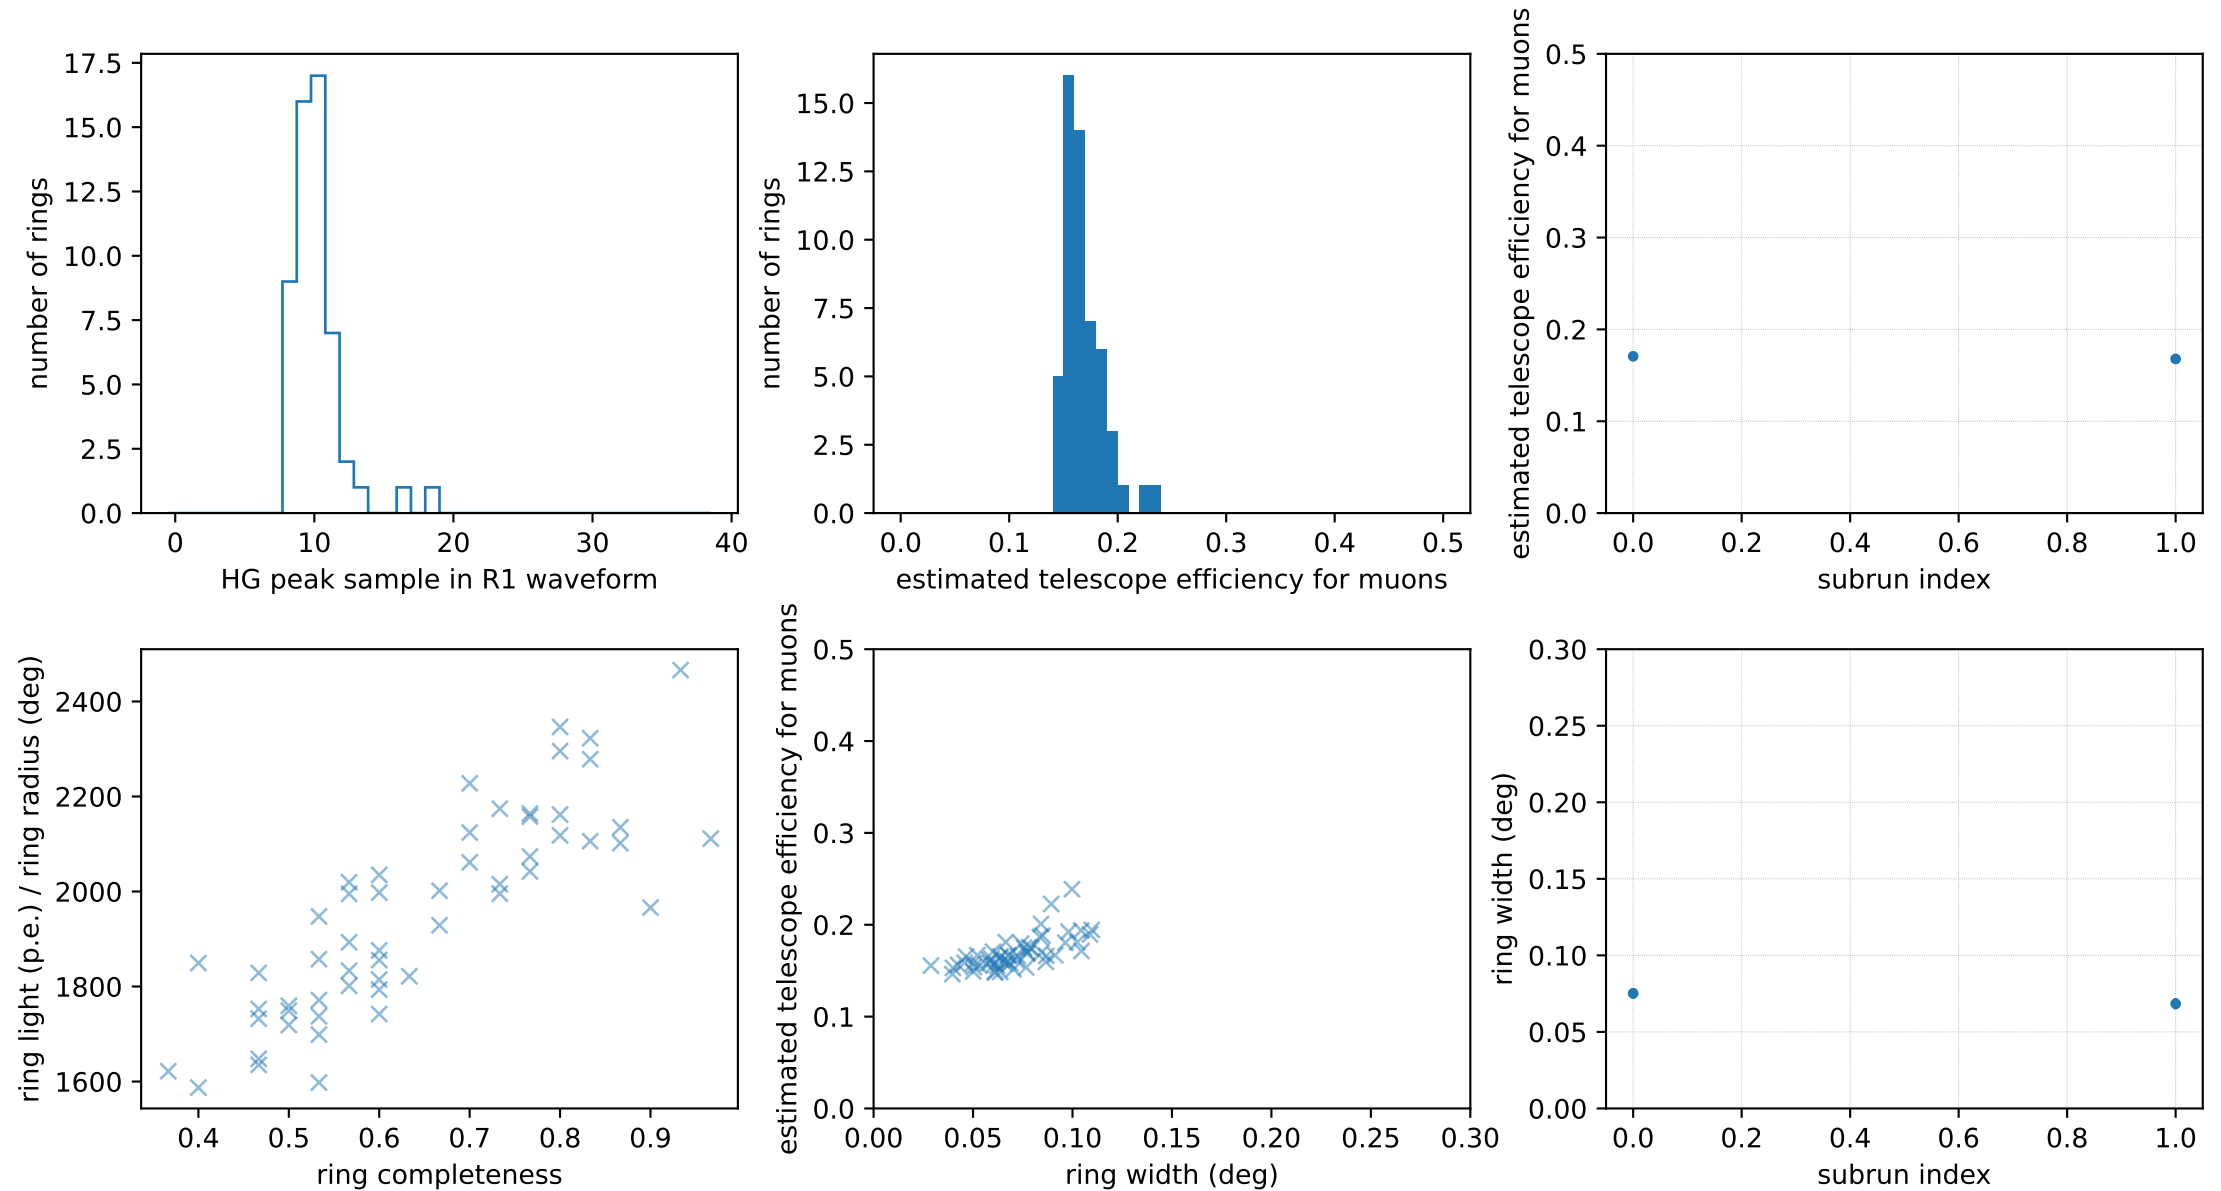 number of rings
17.5
15.0
12.5
10.0
7.5
5.0
2.5
0.0
0 10 20 30 40
HG peak sample in R1 waveform
number of rings
15.0
12.5
10.0
7.5
5.0
2.5
0.0
0.0 0.1 0.2 0.3 0.4 0.5
estimated telescope efficiency for muons
estimated telescope efficiency for muons
0.5
0.4
0.3
0.2
0.1
0.0
0.0 0.2 0.4 0.6 0.8 1.0
subrun index
ring light (p.e.) / ring radius (deg)
2400
2200
2000
1800
1600
0.4 0.5 0.6 0.7 0.8 0.9
ring completeness
estimated telescope efficiency for muons
0.5
0.4
0.3
0.2
0.1
0.0
0.00 0.05 0.10 0.15 0.20 0.25 0.30
ring width (deg)
ring width (deg)
0.30
0.25
0.20
0.15
0.10
0.05
0.00
0.0 0.2 0.4 0.6 0.8 1.0
subrun index